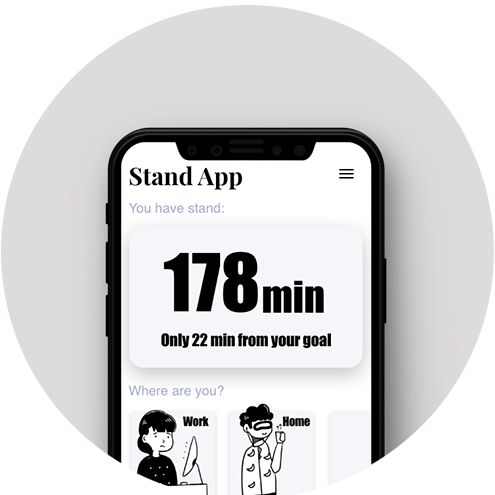 Stand App
You have stand:
178min
Only 22 min from your goal
Where are you?
Work
Home